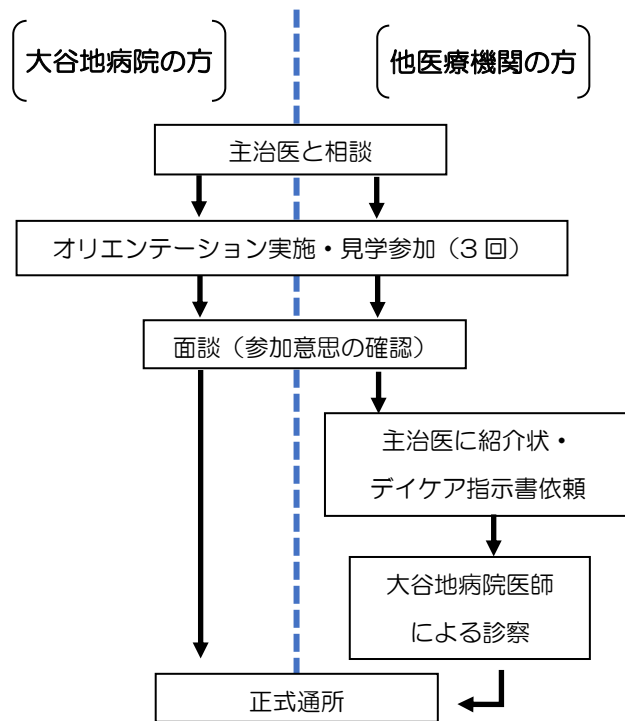 大谷地病院の方
他医療機関の方
主治医と相談
オリエンテーション実施・見学参加（3回）
面談（参加意思の確認）
主治医に紹介状・
デイケア指示書依頼
大谷地病院医師
による診察
正式通所